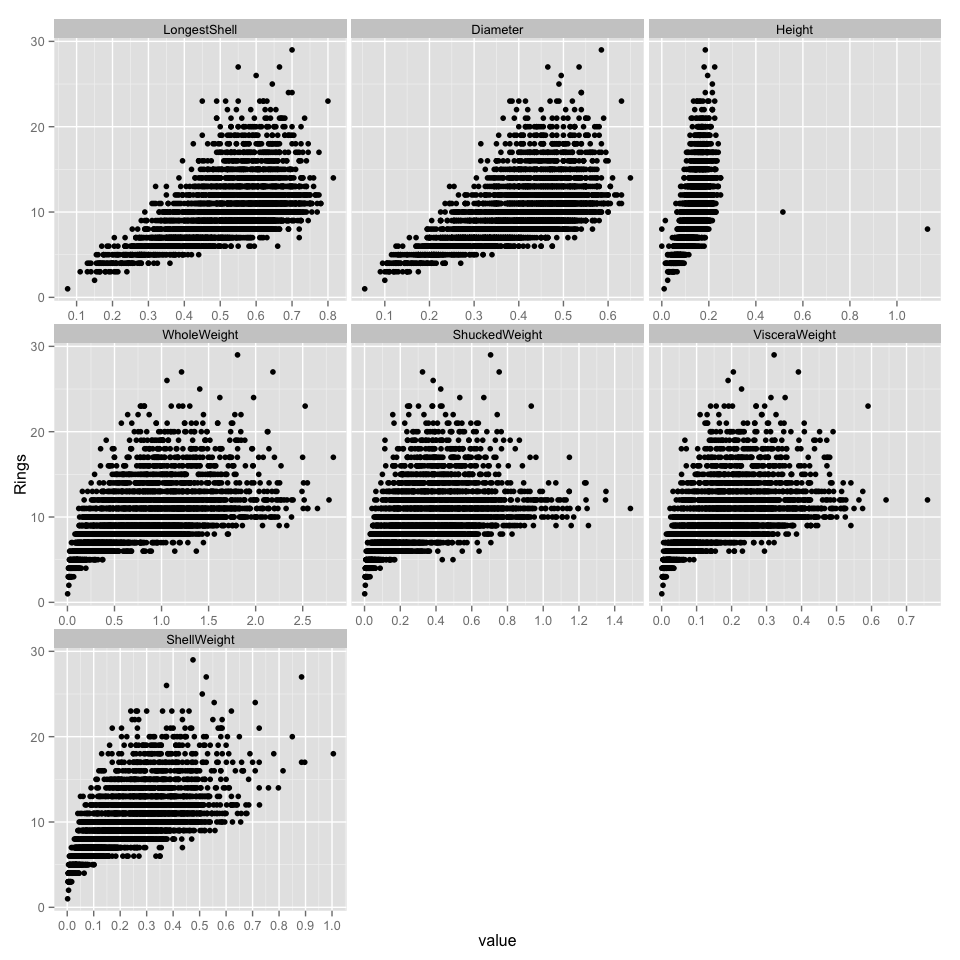 LongestShell Diameter Height
30
20
10
0
0.1 0.2 0.3 0.4 0.5 0.6 0.7 0.8 0.1 0.2 0.3 0.4 0.5 0.6 0.0 0.2 0.4 0.6 0.8 1.0
WholeWeight ShuckedWeight VisceraWeight
30
20
10
0
0.0 0.5 1.0 1.5 2.0 2.5 0.0 0.2 0.4 0.6 0.8 1.0 1.2 1.4 0.0 0.1 0.2 0.3 0.4 0.5 0.6 0.7
Rings
ShellWeight
30
20
10
0
0.0 0.1 0.2 0.3 0.4 0.5 0.6 0.7 0.8 0.9 1.0
value